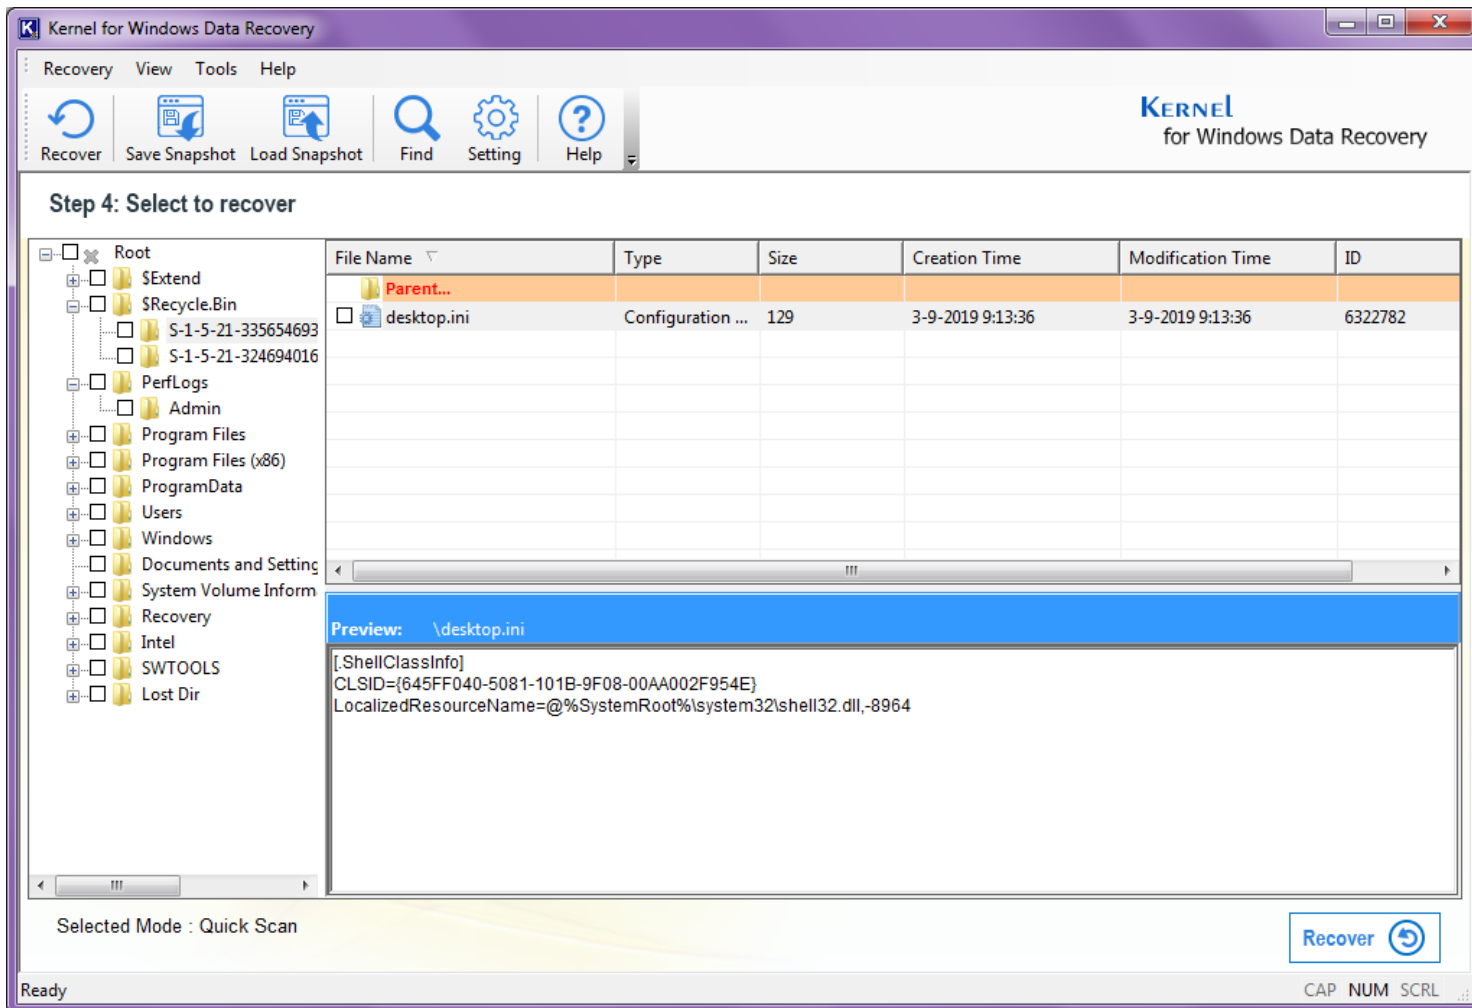 Kernel for Windows Data Recovery
Recovery View Tools Help
Recover Save Snapshot Load Snapshot Find Setting Help
KERNEL
for Windows Data Recovery
Step 4: Select to recover
Root
$Extend
$Recycle.Bin
S-1-5-21-335654693
S-1-5-21-324694016
PerfLogs
Admin
Program Files
Program Files (x86)
ProgramData
Users
Windows
Documents and Setting
System Volume Inform
Recovery
Intel
SWTOOLS
Lost Dir
File Name Type Size Creation Time Modification Time ID
Parent...
desktop.ini Configuration ... 129 3-9-2019 9:13:36 3-9-2019 9:13:36 6322782
Preview: \desktop.ini
[.ShellClassInfo]
CLSID={645FF040-5081-101B-9F08-00AA002F954E}
LocalizedResourceName=@%SystemRoot%\system32\shell32.dll,-8964
Selected Mode : Quick Scan
Recover
Ready CAP NUM SCRL